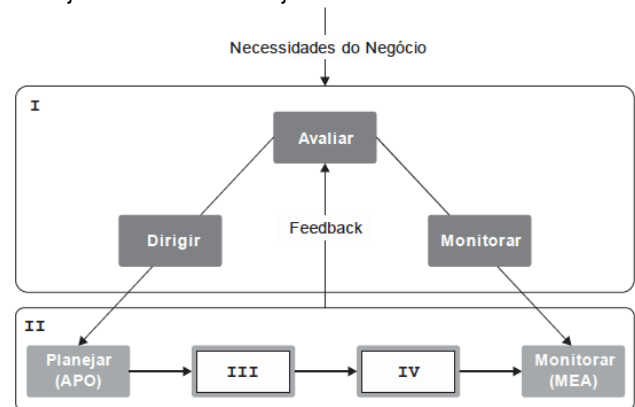 Necessidades do Negócio
I
Avaliar
Dirigir
Feedback
Monitorar
II
Planejar
(APO)
III
IV
Monitorar
(MEA)